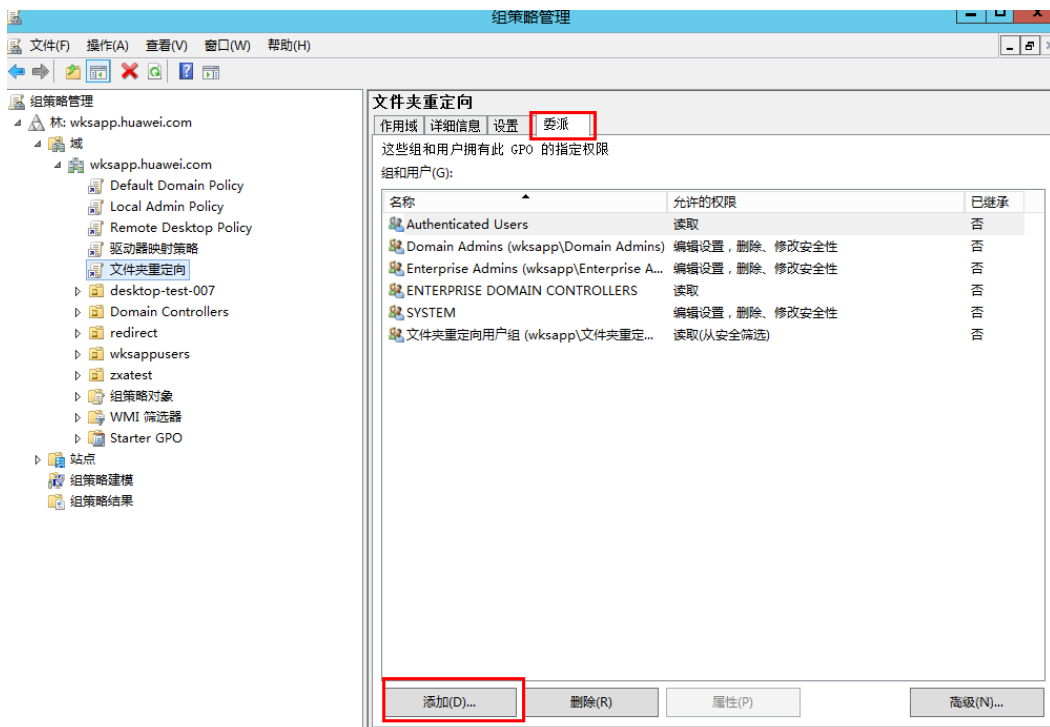 组策略管理
文件(F) 操作(A) 查看(V) 窗口(W) 帮助(H)
组策略管理
林: wksapp.huawei.com
域
wksapp.huawei.com
Default Domain Policy
Local Admin Policy
Remote Desktop Policy
驱动器映射策略
文件夹重定向
desktop-test-007
Domain Controllers
redirect
wksappusers
zxatest
组策略对象
WMI 筛选器
Starter GPO
站点
组策略建模
组策略结果
文件夹重定向
作用域 详细信息 设置 委派
这些组和用户拥有此 GPO 的指定权限
组和用户(G):
名称 允许的权限 已继承
Authenticated Users 读取 否
Domain Admins (wksapp\Domain Admins) 编辑设置，删除、修改安全性 否
Enterprise Admins (wksapp\Enterprise A... 编辑设置，删除、修改安全性 否
ENTERPRISE DOMAIN CONTROLLERS 读取 否
SYSTEM 编辑设置，删除、修改安全性 否
文件夹重定向用户组 (wksapp\文件夹重定... 读取(从安全筛选) 否
添加(D)... 删除(R) 属性(P) 高级(N)...